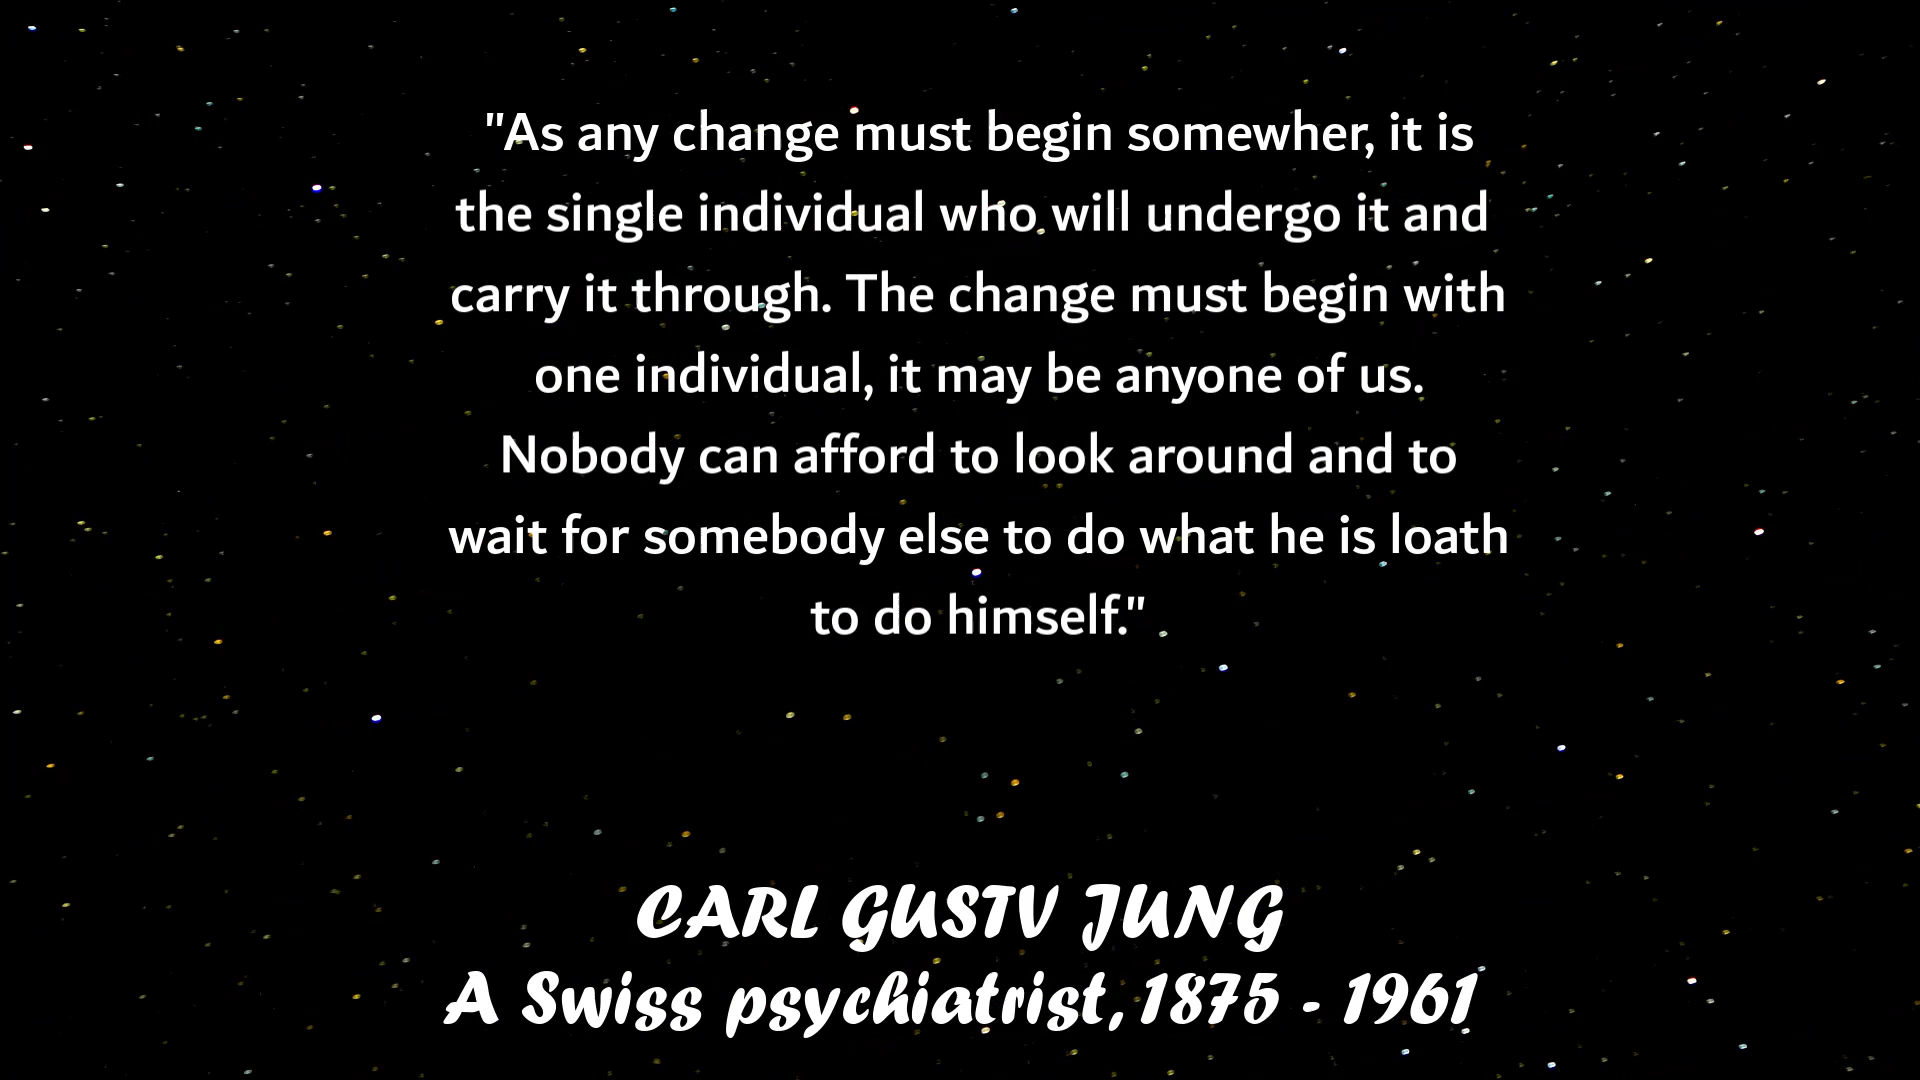 "As any change must begin somewher, it is
the single individual who will undergo it and
carry it through. The change must begin with
one individual, it may be anyone of us.
Nobody can afford to look around and to
wait for somebody else to do what he is loath
to do himself."
CARL GUSTV JUNG
A Swiss psychiatrist, 1875 - 1961